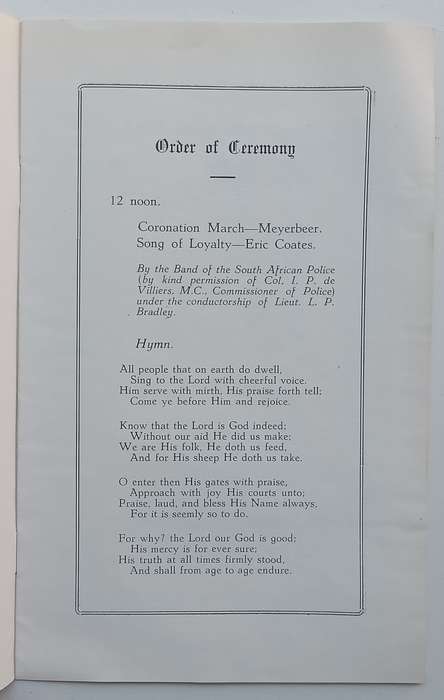 Order of Ceremony
12 noon.
Coronation March—Meyerbeer.
Song of Loyalty—Eric Coates.
By the Band of the South African Police
(by kind permission of Col. I. P. de
Villiers, M.C., Commissioner of Police)
under the conductorship of Lieut. L. P.
Bradley.
Hymn.
All people that on earth do dwell,
Sing to the Lord with cheerful voice.
Him serve with mirth, His praise forth tell;
Come ye before Him and rejoice.
Know that the Lord is God indeed;
Without our aid He did us make;
We are His folk, He doth us feed,
And for His sheep He doth us take.
O enter then His gates with praise,
Approach with joy His courts unto;
Praise, laud, and bless His Name always,
For it is seemly so to do.
For why? the Lord our God is good;
His mercy is for ever sure;
His truth at all times firmly stood,
And shall from age to age endure.